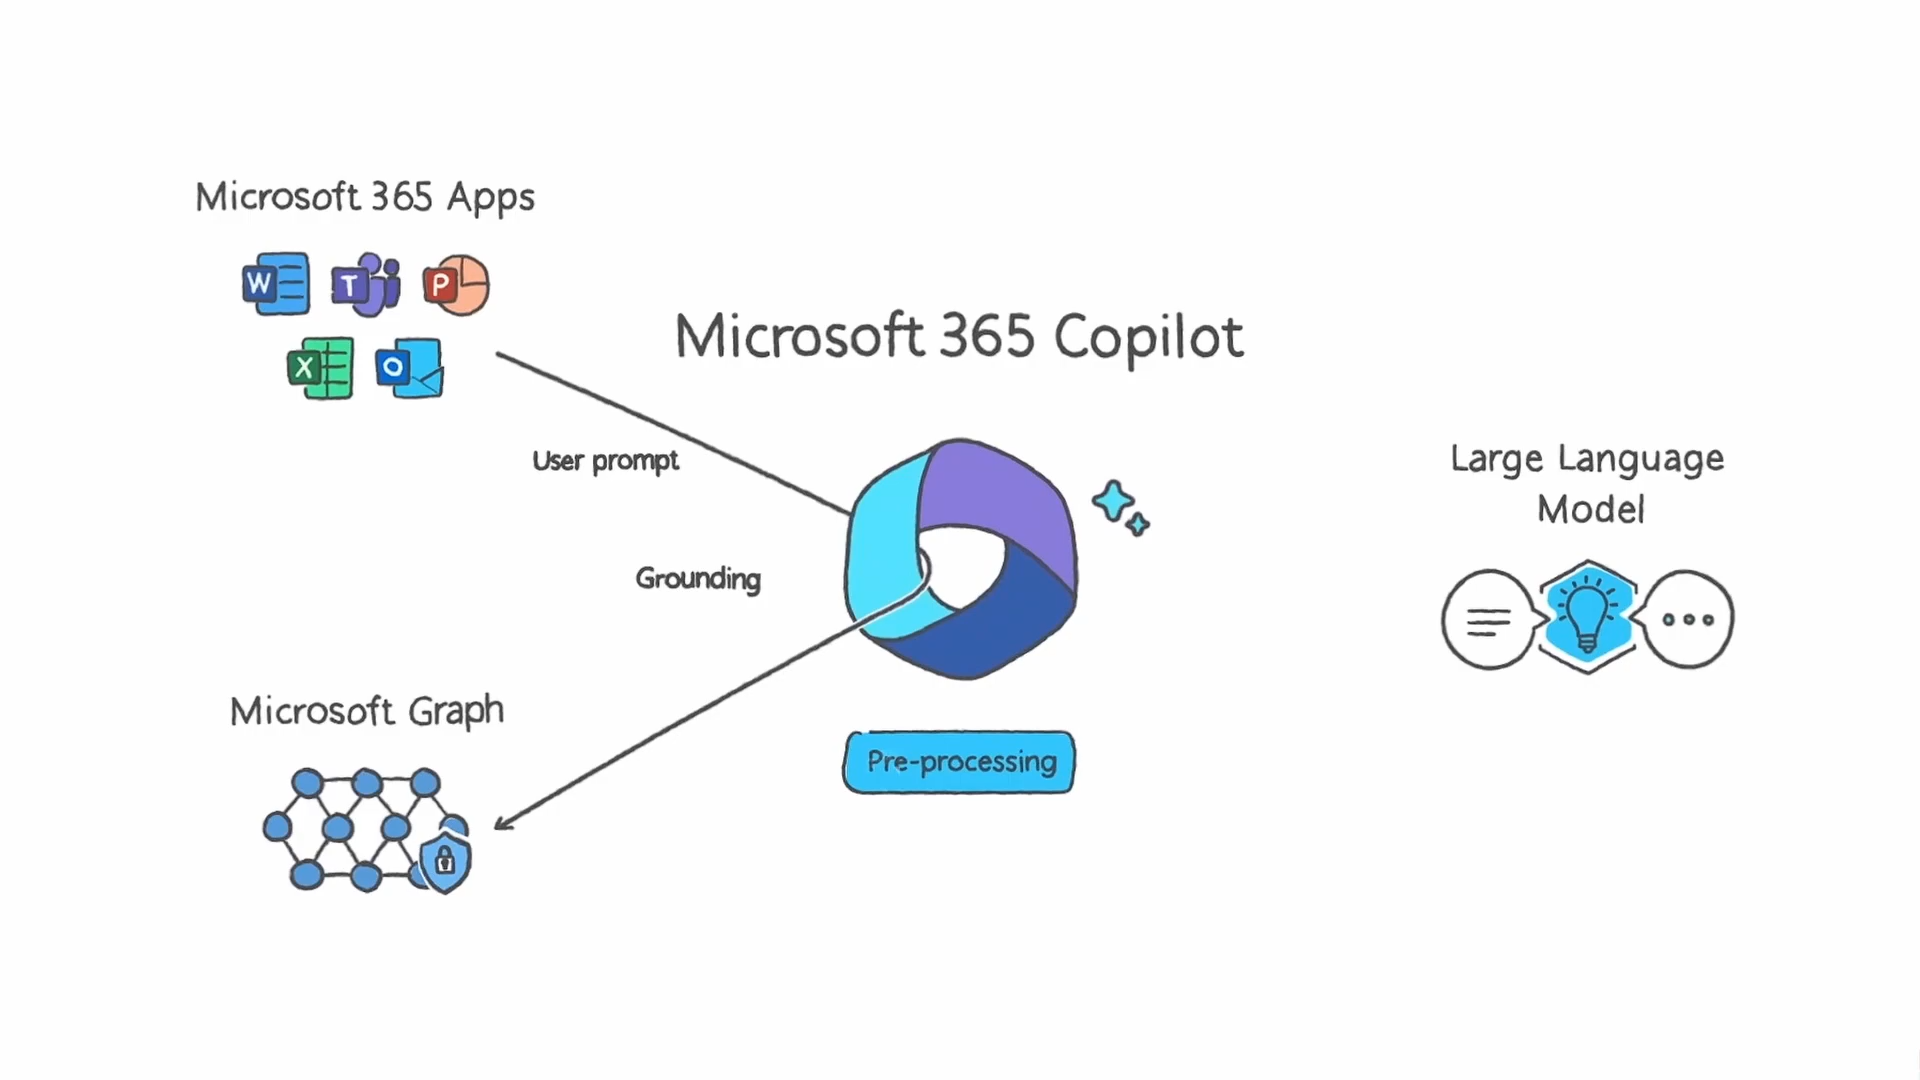 Microsoft 365 Apps
W
T
P
X
O
Microsoft 365 Copilot
User prompt
Grounding
Large Language
Model
Microsoft Graph
Pre-processing